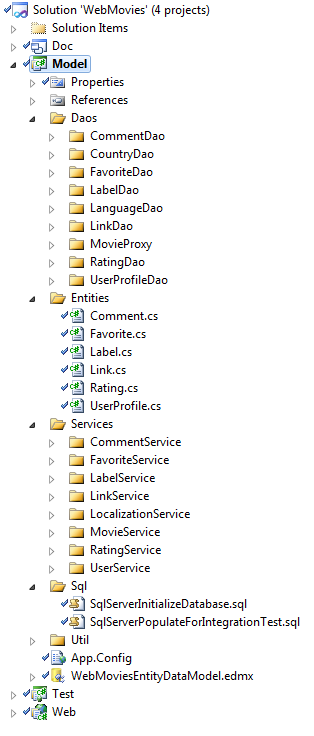 Solution 'WebMovies' (4 projects)
Solution Items
Doc
Model
Properties
References
Daos
CommentDao
CountryDao
FavoriteDao
LabelDao
LanguageDao
LinkDao
MovieProxy
RatingDao
UserProfileDao
Entities
Comment.cs
Favorite.cs
Label.cs
Link.cs
Rating.cs
UserProfile.cs
Services
CommentService
FavoriteService
LabelService
LinkService
LocalizationService
MovieService
RatingService
UserService
Sql
SqlServerInitializeDatabase.sql
SqlServerPopulateForIntegrationTest.sql
Util
App.Config
WebMoviesEntityDataModel.edmx
Test
Web